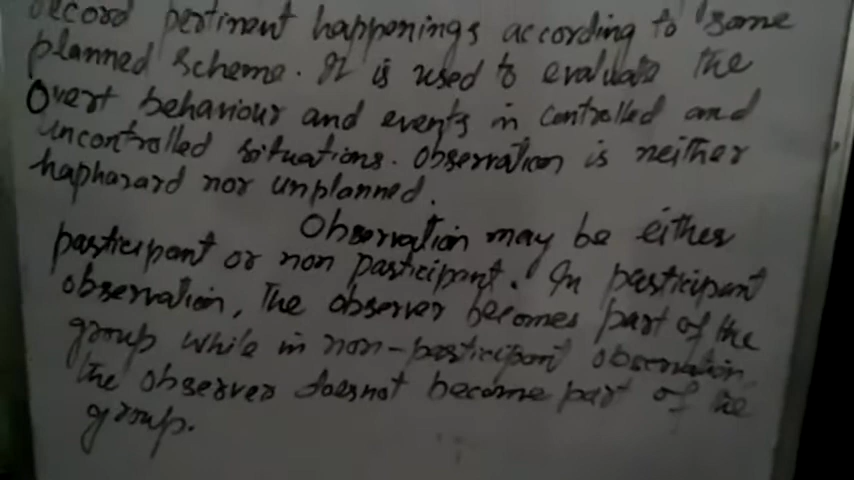 record pertinent happenings according to some
planned scheme. It is used to evaluate the
Overt behaviour and events in controlled and
uncontrolled situations. Observation is neither
haphazard nor unplanned.
Observation may be either
participant or non participant. In participant
observation, The observer becomes part of the
group while in non-participant observation,
the observer doesnot become part of the
group.